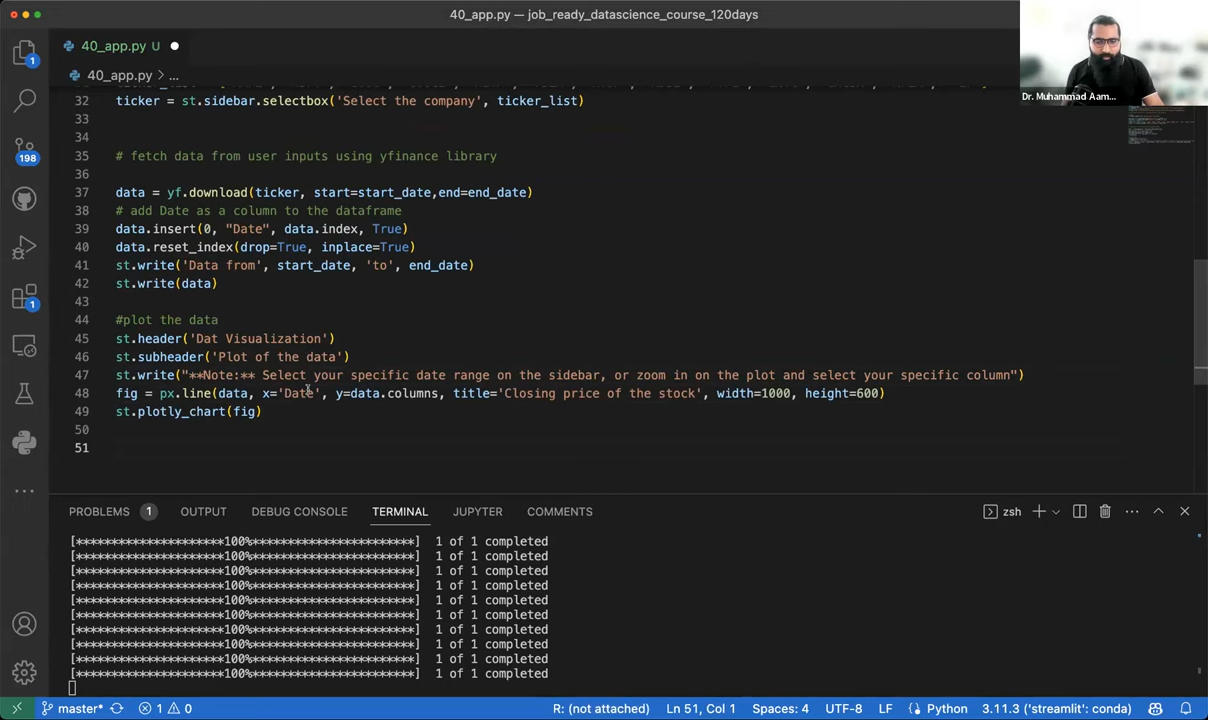 40_app.py — job_ready_datascience_course_120days
40_app.py U
40_app.py > ...
Dr. Muhammad Aam...
32 ticker = st.sidebar.selectbox('Select the company', ticker_list)
33
34
35 # fetch data from user inputs using yfinance library
36
37 data = yf.download(ticker, start=start_date,end=end_date)
38 # add Date as a column to the dataframe
39 data.insert(0, "Date", data.index, True)
40 data.reset_index(drop=True, inplace=True)
41 st.write('Data from', start_date, 'to', end_date)
42 st.write(data)
43
44 #plot the data
45 st.header('Dat Visualization')
46 st.subheader('Plot of the data')
47 st.write("**Note:** Select your specific date range on the sidebar, or zoom in on the plot and select your specific column")
48 fig = px.line(data, x='Date', y=data.columns, title='Closing price of the stock', width=1000, height=600)
49 st.plotly_chart(fig)
50
51
1
198
1
PROBLEMS 1 OUTPUT DEBUG CONSOLE TERMINAL JUPYTER COMMENTS zsh
[**********************100%***********************] 1 of 1 completed
[**********************100%***********************] 1 of 1 completed
[**********************100%***********************] 1 of 1 completed
[**********************100%***********************] 1 of 1 completed
[**********************100%***********************] 1 of 1 completed
[**********************100%***********************] 1 of 1 completed
[**********************100%***********************] 1 of 1 completed
[**********************100%***********************] 1 of 1 completed
[**********************100%***********************] 1 of 1 completed
[**********************100%***********************] 1 of 1 completed
master* 1 0 R: (not attached) Ln 51, Col 1 Spaces: 4 UTF-8 LF Python 3.11.3 ('streamlit': conda)